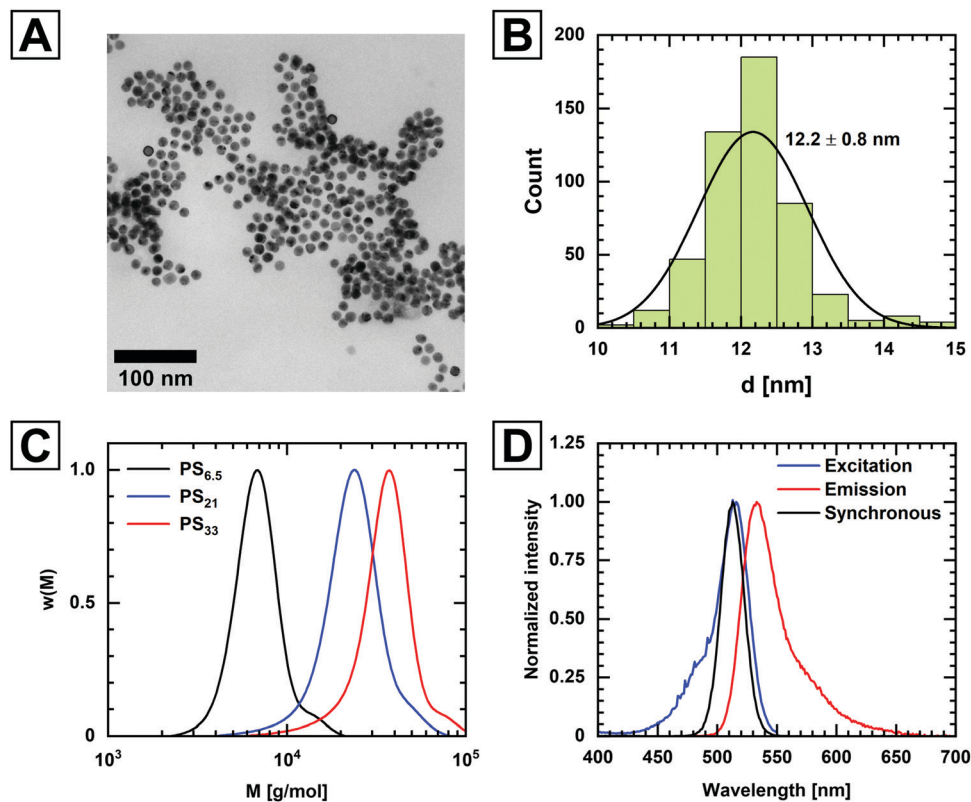 A
100 nm
B
200
150
100
50
0
Count
12.2 ± 0.8 nm
10 11 12 13 14 15
d [nm]
C
1.0
0.5
0
w(M)
PS6.5
PS21
PS33
10³ 10⁴ 10⁵
M [g/mol]
D
1.25
1.00
0.75
0.50
0.25
0.00
Normalized intensity
Excitation
Emission
Synchronous
400 450 500 550 600 650 700
Wavelength [nm]